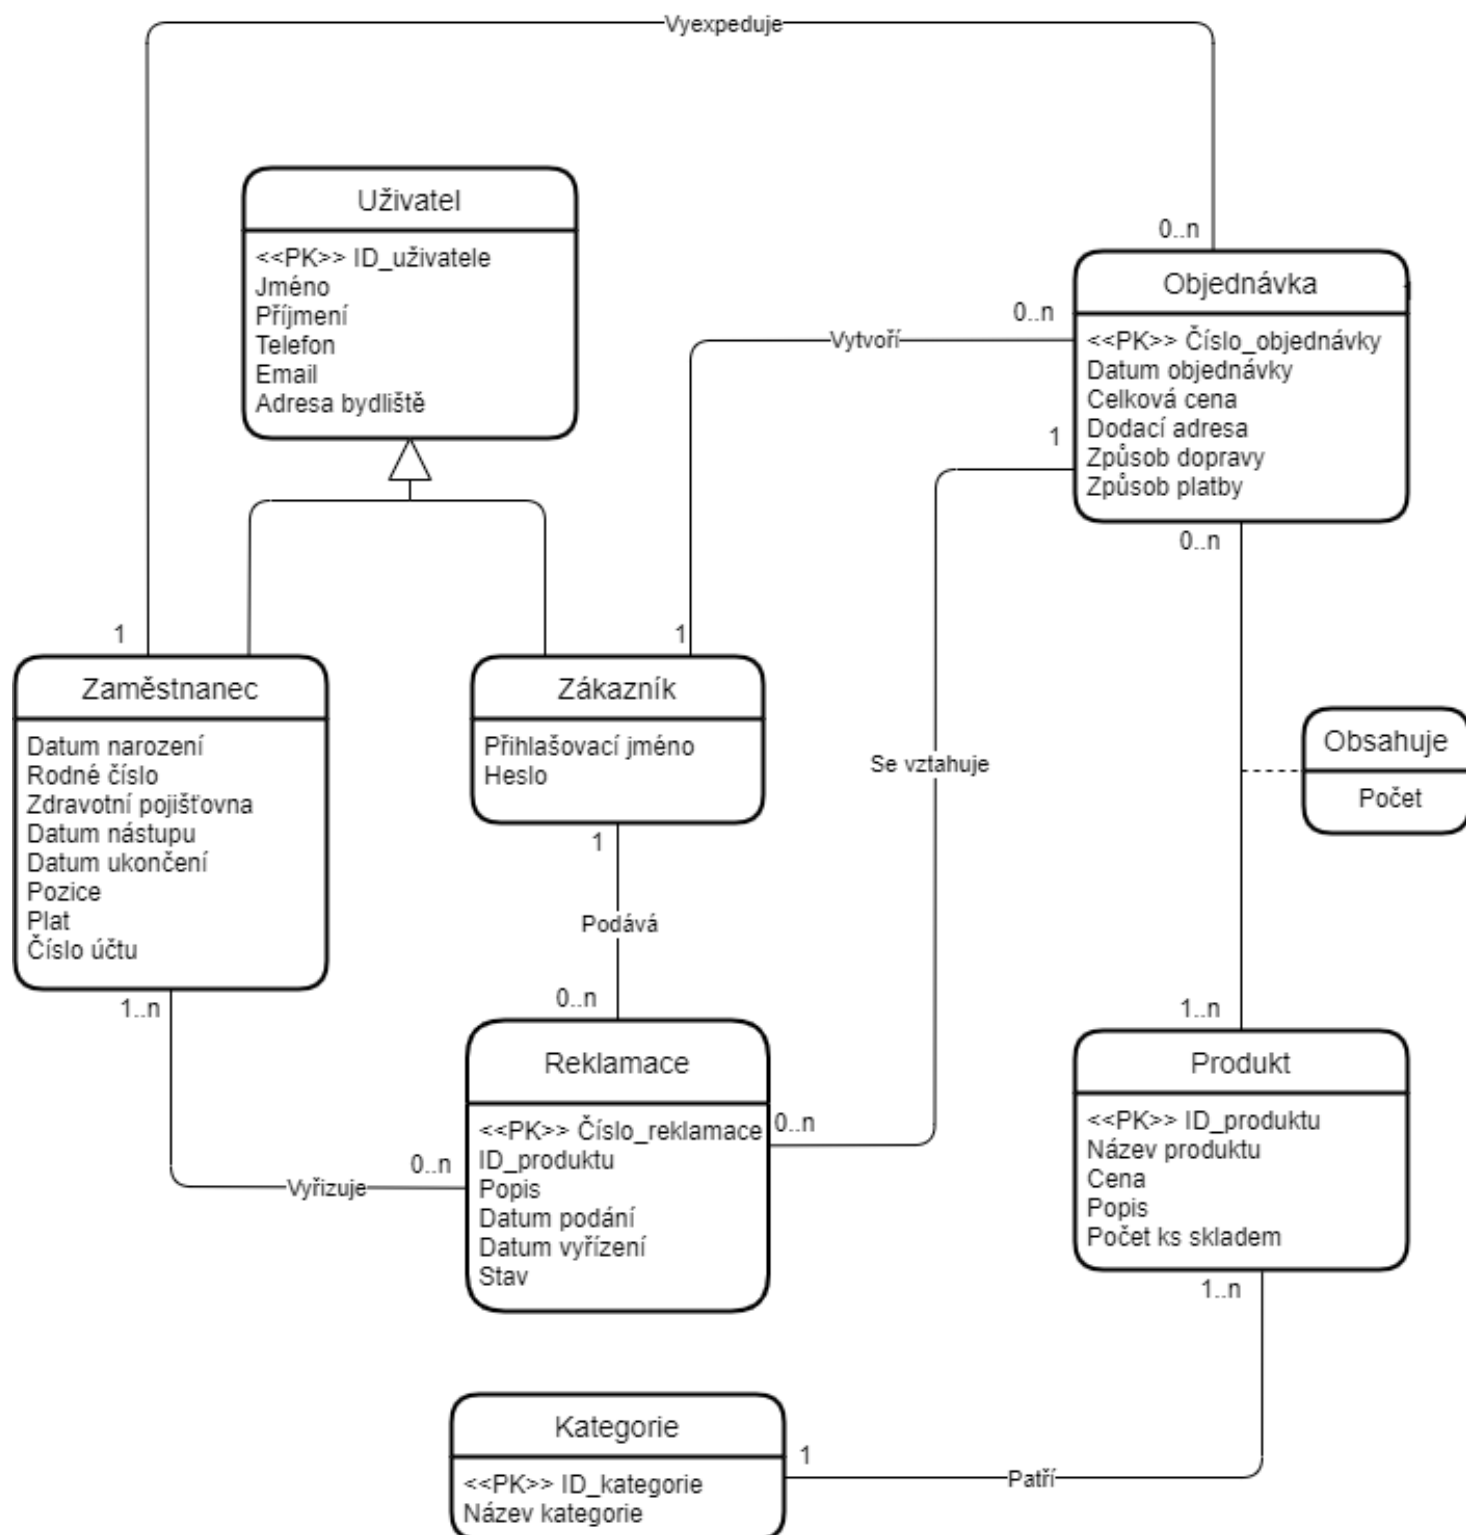 Vyexpeduje
Uživatel
<<PK>> ID_uživatele
Jméno
Příjmení
Telefon
Email
Adresa bydliště
0..n
Objednávka
<<PK>> Číslo_objednávky
Datum objednávky
Celková cena
Dodací adresa
Způsob dopravy
Způsob platby
0..n
Vytvoří
1
0..n
1
1
Zaměstnanec
Datum narození
Rodné číslo
Zdravotní pojišťovna
Datum nástupu
Datum ukončení
Pozice
Plat
Číslo účtu
Zákazník
Přihlašovací jméno
Heslo
Se vztahuje
Obsahuje
Počet
1
Podává
0..n
1..n
1..n
Reklamace
<<PK>> Číslo_reklamace
ID_produktu
Popis
Datum podání
Datum vyřízení
Stav
0..n
0..n
Vyřizuje
Produkt
<<PK>> ID_produktu
Název produktu
Cena
Popis
Počet ks skladem
1..n
Kategorie
<<PK>> ID_kategorie
Název kategorie
1
Patří